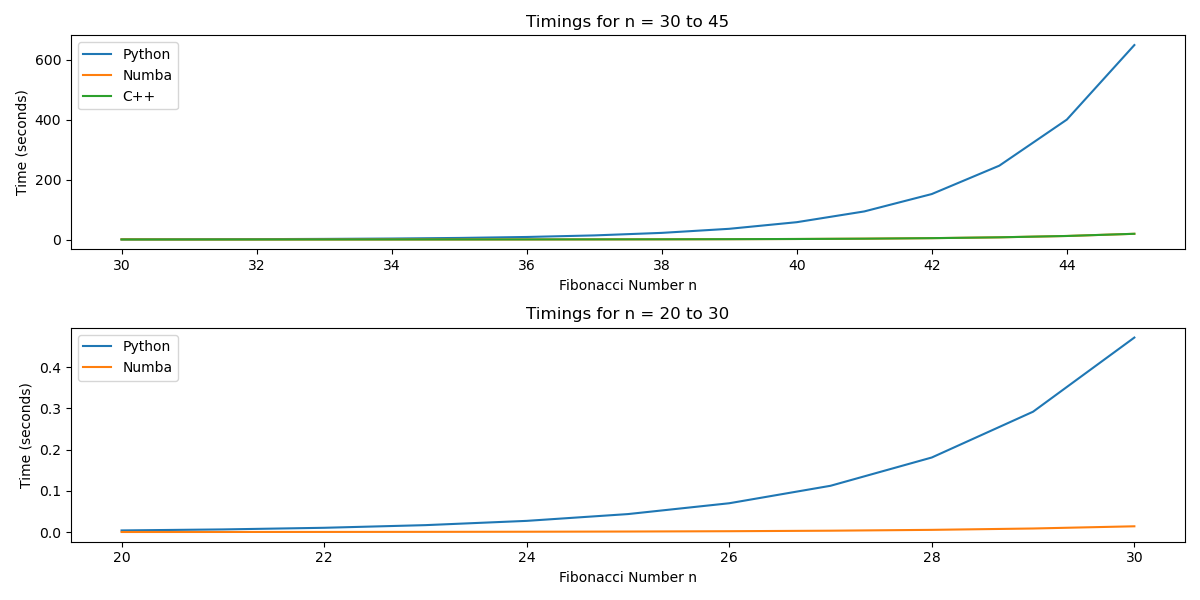 Timings for n = 30 to 45
Time (seconds)
600
400
200
0
Python
Numba
C++
30 32 34 36 38 40 42 44
Fibonacci Number n
Timings for n = 20 to 30
Time (seconds)
0.4
0.3
0.2
0.1
0.0
Python
Numba
20 22 24 26 28 30
Fibonacci Number n